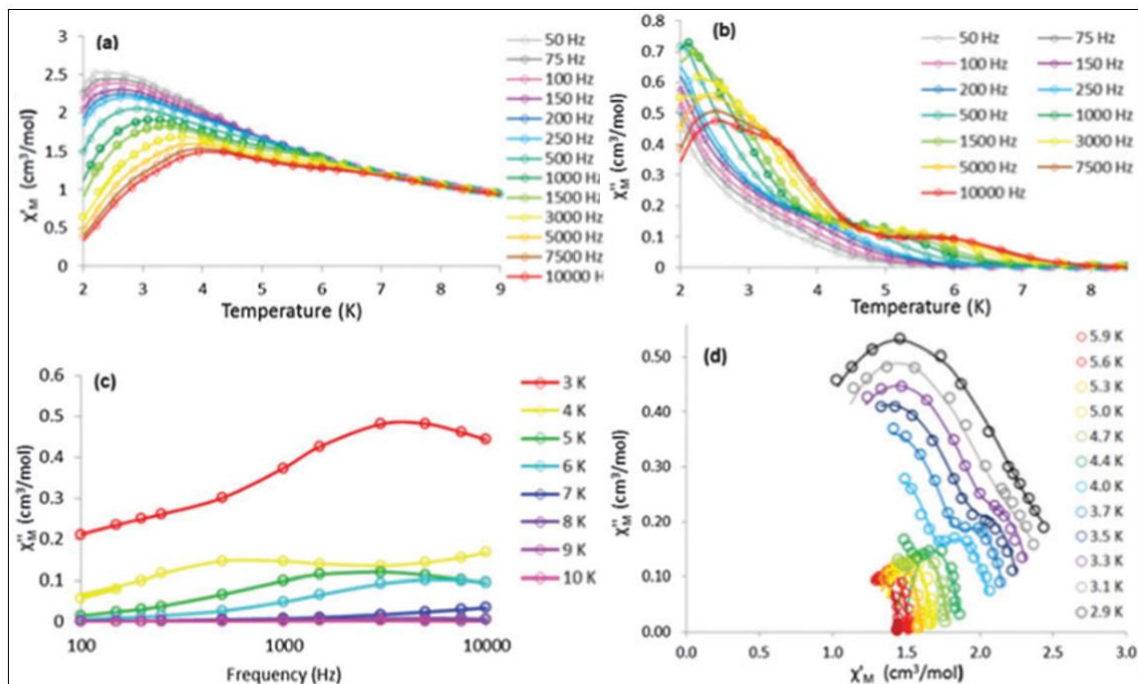 (a)
χ'M (cm³/mol)
3
2.5
2
1.5
1
0.5
0
2 3 4 5 6 7 8 9
Temperature (K)
50 Hz
75 Hz
100 Hz
150 Hz
200 Hz
250 Hz
500 Hz
1000 Hz
1500 Hz
3000 Hz
5000 Hz
7500 Hz
10000 H
(b)
χ''M (cm³/mol)
0.8
0.7
0.6
0.5
0.4
0.3
0.2
0.1
0
2 3 4 5 6 7 8
Temperature (K)
50 Hz 75 Hz
100 Hz 150 Hz
200 Hz 250 Hz
500 Hz 1000 Hz
1500 Hz 3000 Hz
5000 Hz 7500 Hz
10000 Hz
(c)
χ''M (cm³/mol)
0.6
0.5
0.4
0.3
0.2
0.1
0
100 1000 10000
Frequency (Hz)
3 K
4 K
5 K
6 K
7 K
8 K
9 K
10 K
(d)
χ''M (cm³/mol)
0.50
0.40
0.30
0.20
0.10
0.00
0.0 0.5 1.0 1.5 2.0 2.5 3.0
χ'M (cm³/mol)
5.9 K
5.6 K
5.3 K
5.0 K
4.7 K
4.4 K
4.0 K
3.7 K
3.5 K
3.3 K
3.1 K
2.9 K